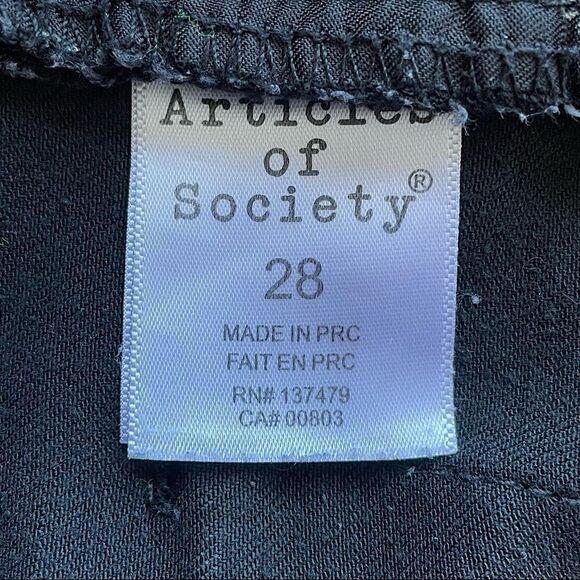 Articles
of
Society®
28
MADE IN PRC
FAIT EN PRC
RN# 137479
CA# 00803